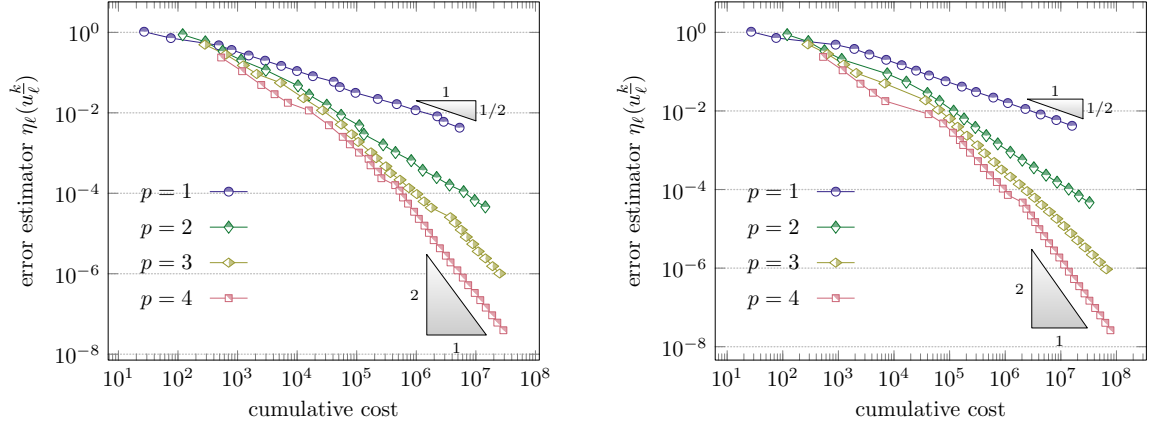 10^0
10^{-2}
10^{-4}
10^{-6}
10^{-8}
error estimator η_ℓ(u_ℓ^{\underline{k}})
1
1/2
p = 1
p = 2
p = 3
p = 4
2
1
10^1 10^2 10^3 10^4 10^5 10^6 10^7 10^8
cumulative cost
10^0
10^{-2}
10^{-4}
10^{-6}
10^{-8}
error estimator η_ℓ(u_ℓ^{\underline{k}})
1
1/2
p = 1
p = 2
p = 3
p = 4
2
1
10^1 10^2 10^3 10^4 10^5 10^6 10^7 10^8
cumulative cost